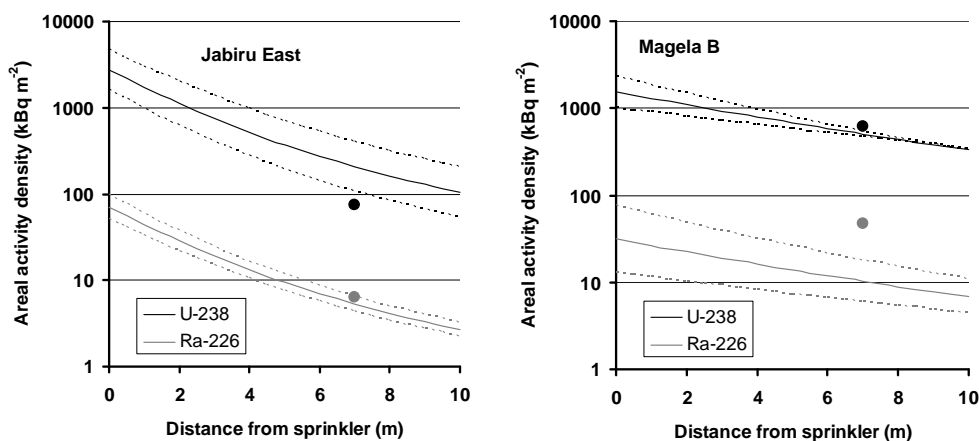 Jabiru East
Areal activity density (kBq m⁻²)
10000
1000
100
10
1
U-238
Ra-226
0 2 4 6 8 10
Distance from sprinkler (m)
Magela B
Areal activity density (kBq m⁻²)
10000
1000
100
10
1
U-238
Ra-226
0 2 4 6 8 10
Distance from sprinkler (m)